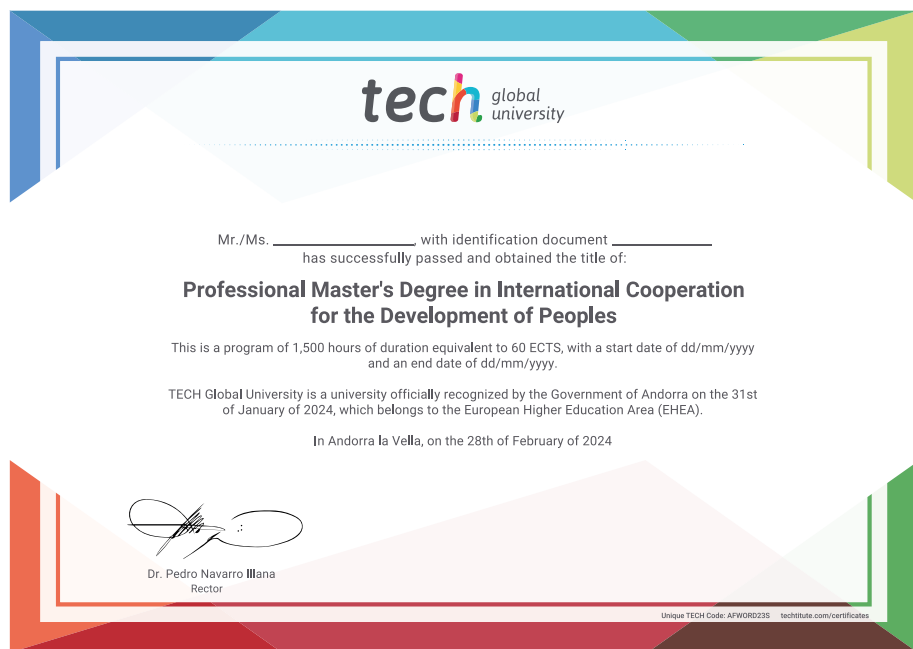 tech global university
Mr./Ms. ________________, with identification document ___________
has successfully passed and obtained the title of:
Professional Master's Degree in International Cooperation
for the Development of Peoples
This is a program of 1,500 hours of duration equivalent to 60 ECTS, with a start date of dd/mm/yyyy
and an end date of dd/mm/yyyy.
TECH Global University is a university officially recognized by the Government of Andorra on the 31st
of January of 2024, which belongs to the European Higher Education Area (EHEA).
In Andorra la Vella, on the 28th of February of 2024
Dr. Pedro Navarro Illana
Rector
Unique TECH Code: AFWORD23S techtitute.com/certificates